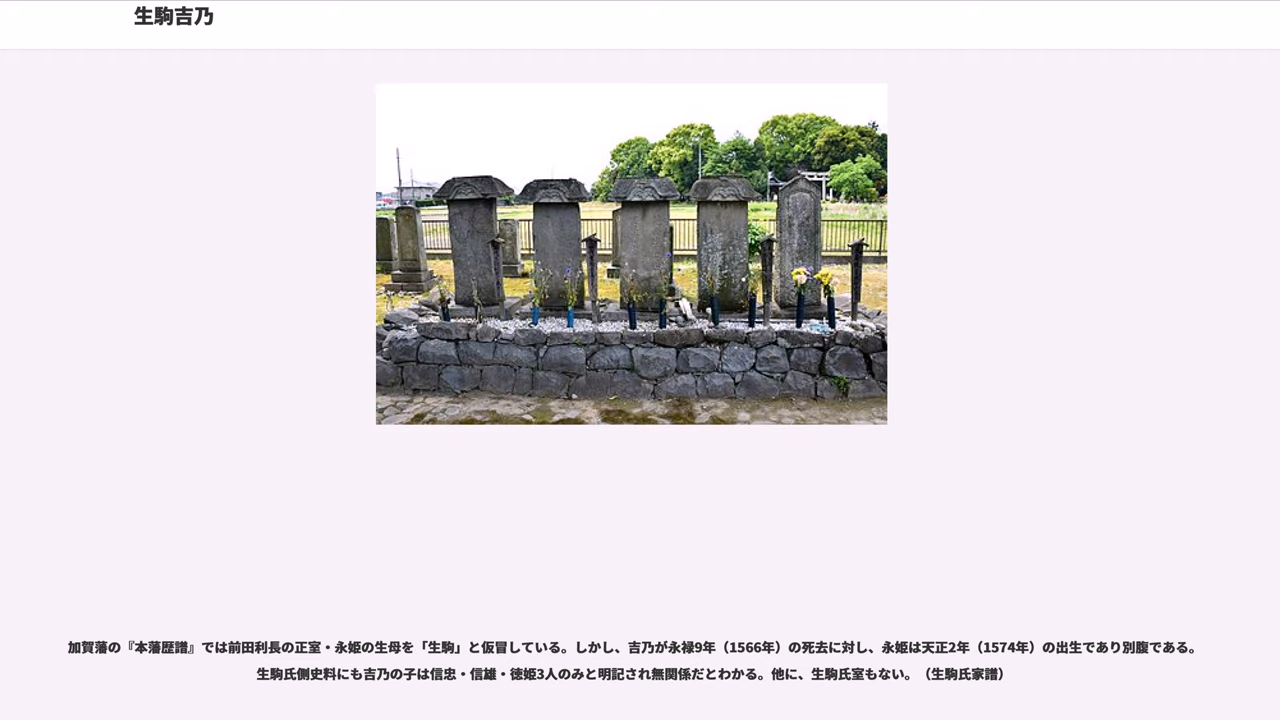 生駒吉乃
加賀藩の『本藩歴譜』では前田利長の正室・永姫の生母を「生駒」と仮冒している。しかし、吉乃が永禄9年（1566年）の死去に対し、永姫は天正2年（1574年）の出生であり別腹である。
生駒氏側史料にも吉乃の子は信忠・信雄・徳姫3人のみと明記され無関係だとわかる。他に、生駒氏室もない。（生駒氏家譜）